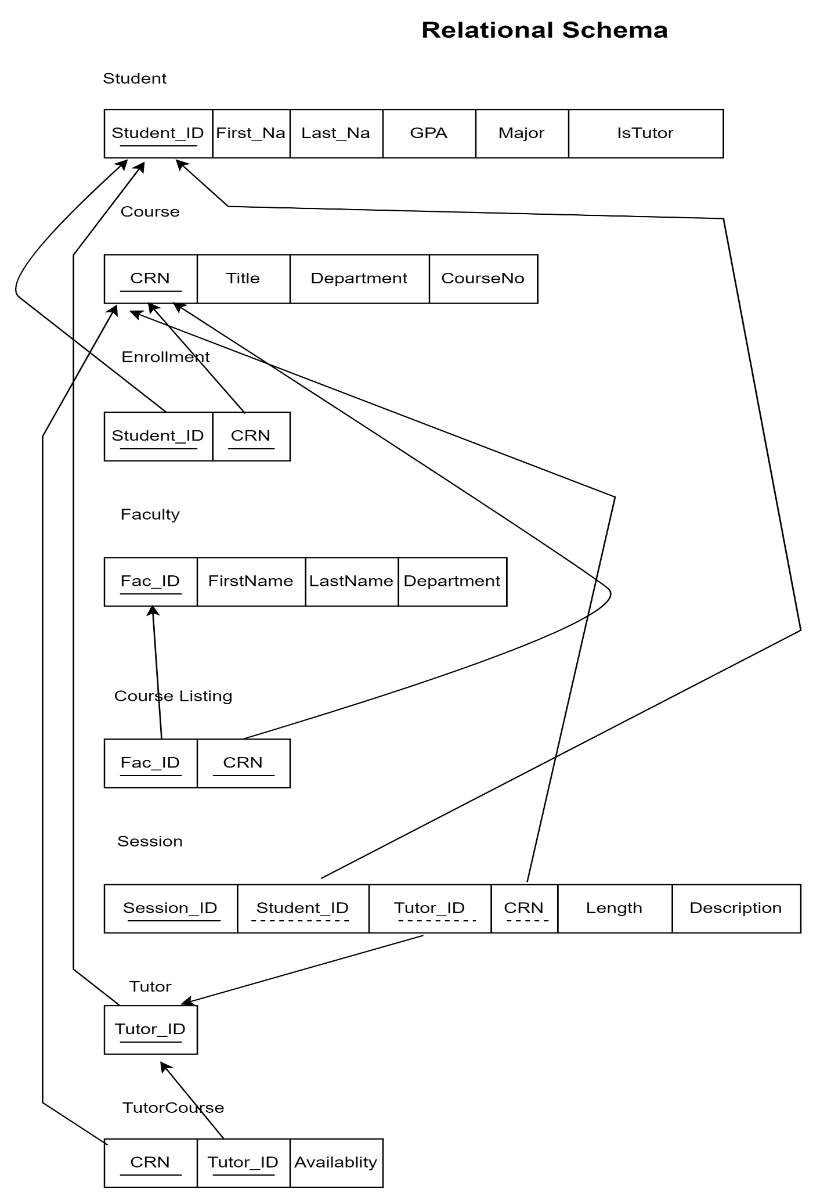 Relational Schema
Student
Student_ID First_Na Last_Na GPA Major IsTutor
Course
CRN Title Department CourseNo
Enrollment
Student_ID CRN
Faculty
Fac_ID FirstName LastName Department
Course Listing
Fac_ID CRN
Session
Session_ID Student_ID Tutor_ID CRN Length Description
Tutor
Tutor_ID
TutorCourse
CRN Tutor_ID Availablity